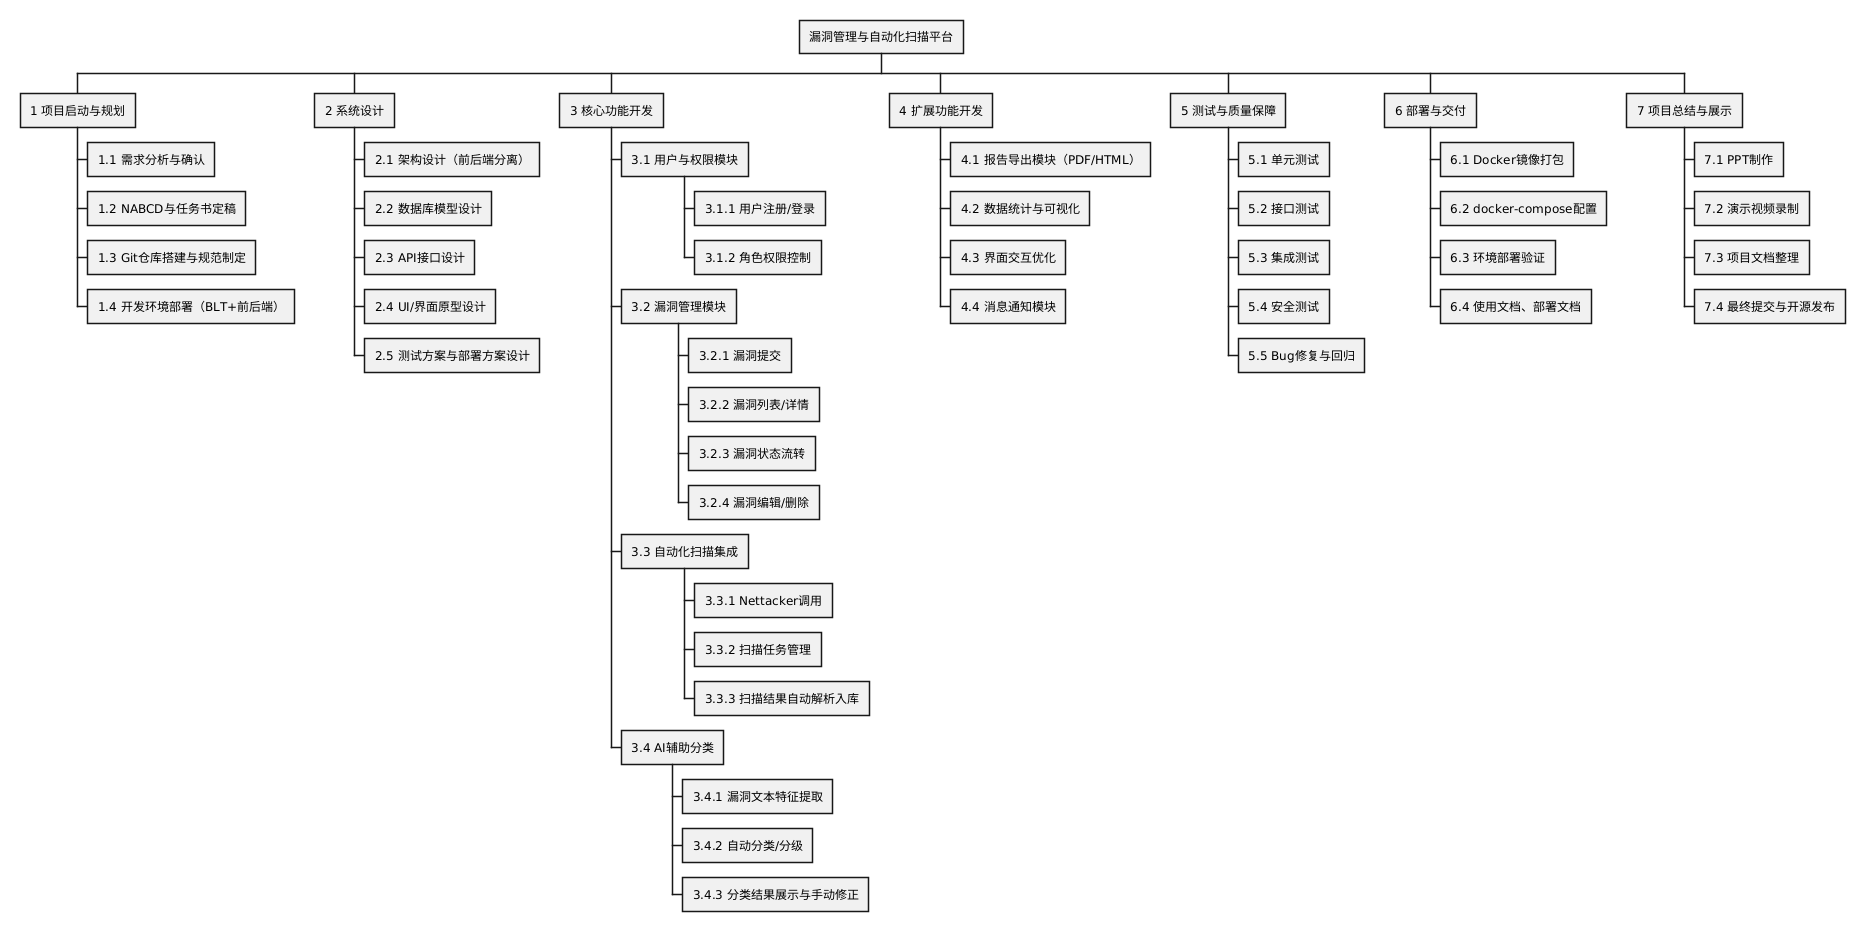 漏洞管理与自动化扫描平台
1 项目启动与规划
1.1 需求分析与确认
1.2 NABCD与任务书定稿
1.3 Git仓库搭建与规范制定
1.4 开发环境部署（BLT+前后端）
2 系统设计
2.1 架构设计（前后端分离）
2.2 数据库模型设计
2.3 API接口设计
2.4 UI/界面原型设计
2.5 测试方案与部署方案设计
3 核心功能开发
3.1 用户与权限模块
3.1.1 用户注册/登录
3.1.2 角色权限控制
3.2 漏洞管理模块
3.2.1 漏洞提交
3.2.2 漏洞列表/详情
3.2.3 漏洞状态流转
3.2.4 漏洞编辑/删除
3.3 自动化扫描集成
3.3.1 Nettacker调用
3.3.2 扫描任务管理
3.3.3 扫描结果自动解析入库
3.4 AI辅助分类
3.4.1 漏洞文本特征提取
3.4.2 自动分类/分级
3.4.3 分类结果展示与手动修正
4 扩展功能开发
4.1 报告导出模块（PDF/HTML）
4.2 数据统计与可视化
4.3 界面交互优化
4.4 消息通知模块
5 测试与质量保障
5.1 单元测试
5.2 接口测试
5.3 集成测试
5.4 安全测试
5.5 Bug修复与回归
6 部署与交付
6.1 Docker镜像打包
6.2 docker-compose配置
6.3 环境部署验证
6.4 使用文档、部署文档
7 项目总结与展示
7.1 PPT制作
7.2 演示视频录制
7.3 项目文档整理
7.4 最终提交与开源发布